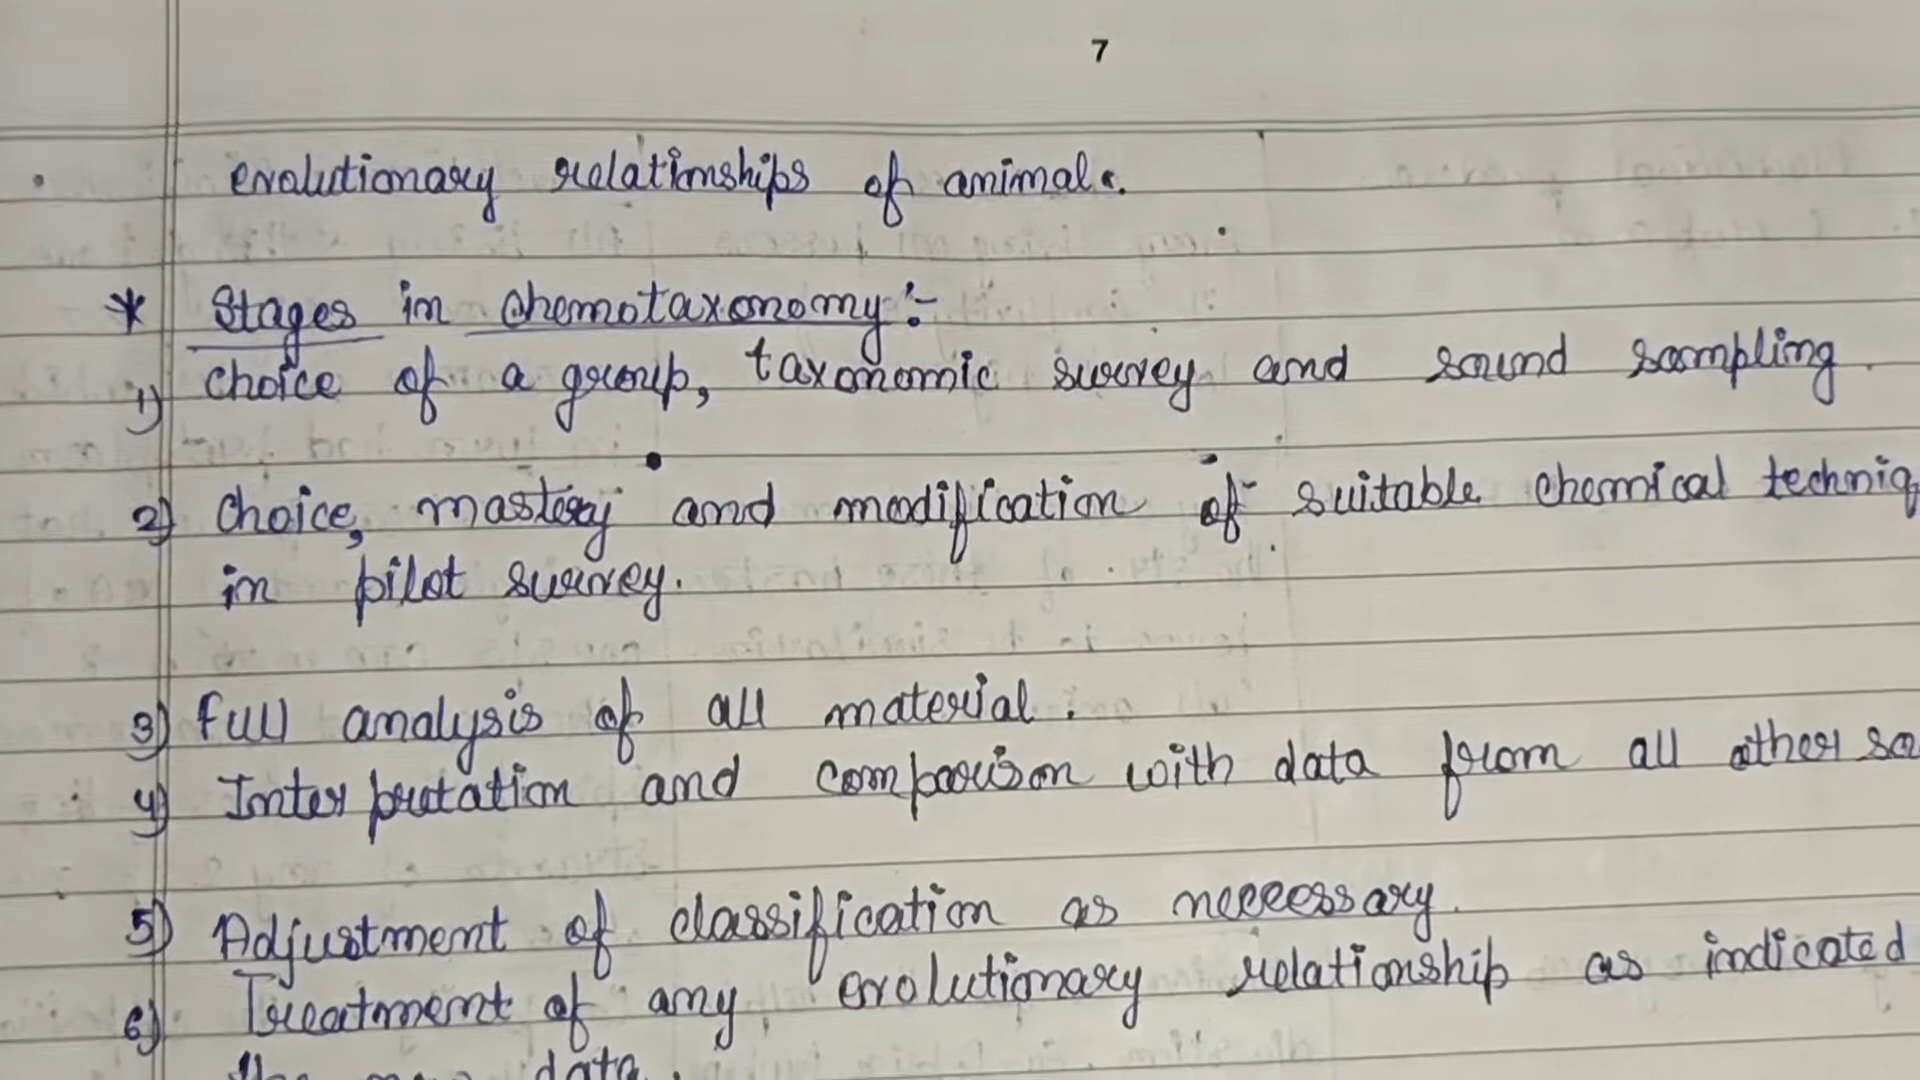 7
evolutionary relationships of animals.
* Stages in chemotaxonomy :-
1) choice of a group, taxonomic survey and sound sampling
2) choice, mastery and modification of suitable chemical techniq
in pilot survey.
3) Full analysis of all material.
4) Interpretation and comparison with data from all other so
5) Adjustment of classification as necessary.
6) Treatment of any evolutionary relationship as indicated
the new data.